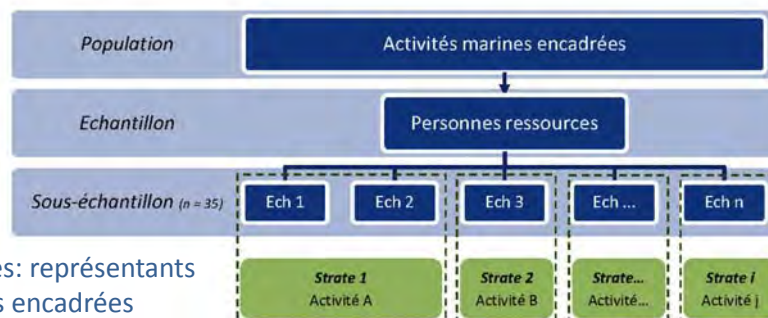 Population
Activités marines encadrées
Echantillon
Personnes ressources
Sous-échantillon (n = 35)
Ech 1
Ech 2
Ech 3
Ech ...
Ech n
es: représentants
s encadrées
Strate 1
Activité A
Strate 2
Activité B
Strate...
Activité...
Strate i
Activité j